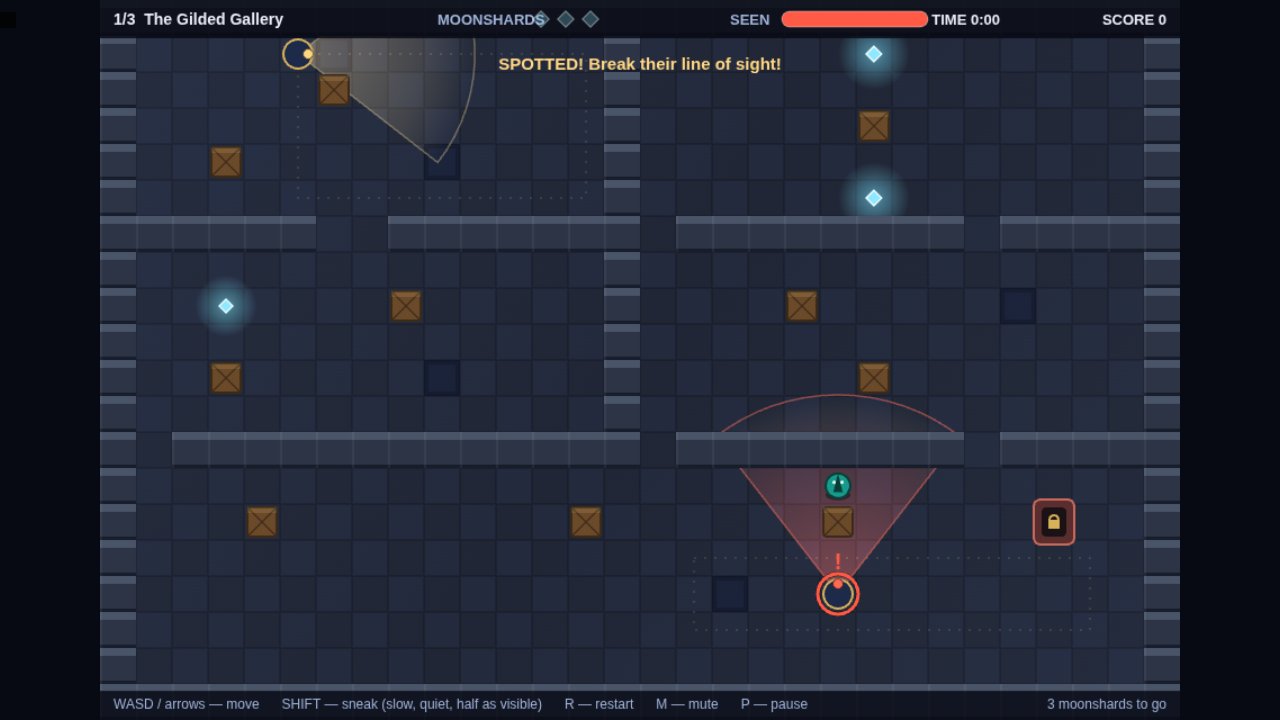 1/3 The Gilded Gallery MOONSHARDS SEEN TIME 0:00 SCORE 0
SPOTTED! Break their line of sight!
!
WASD / arrows — move SHIFT — sneak (slow, quiet, half as visible) R — restart M — mute P — pause 3 moonshards to go